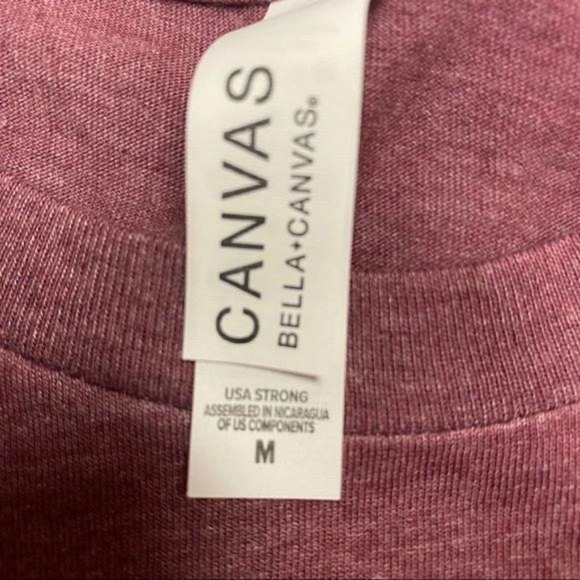 CANVAS
BELLA+CANVAS®
USA STRONG
ASSEMBLED IN NICARAGUA
OF US COMPONENTS
M